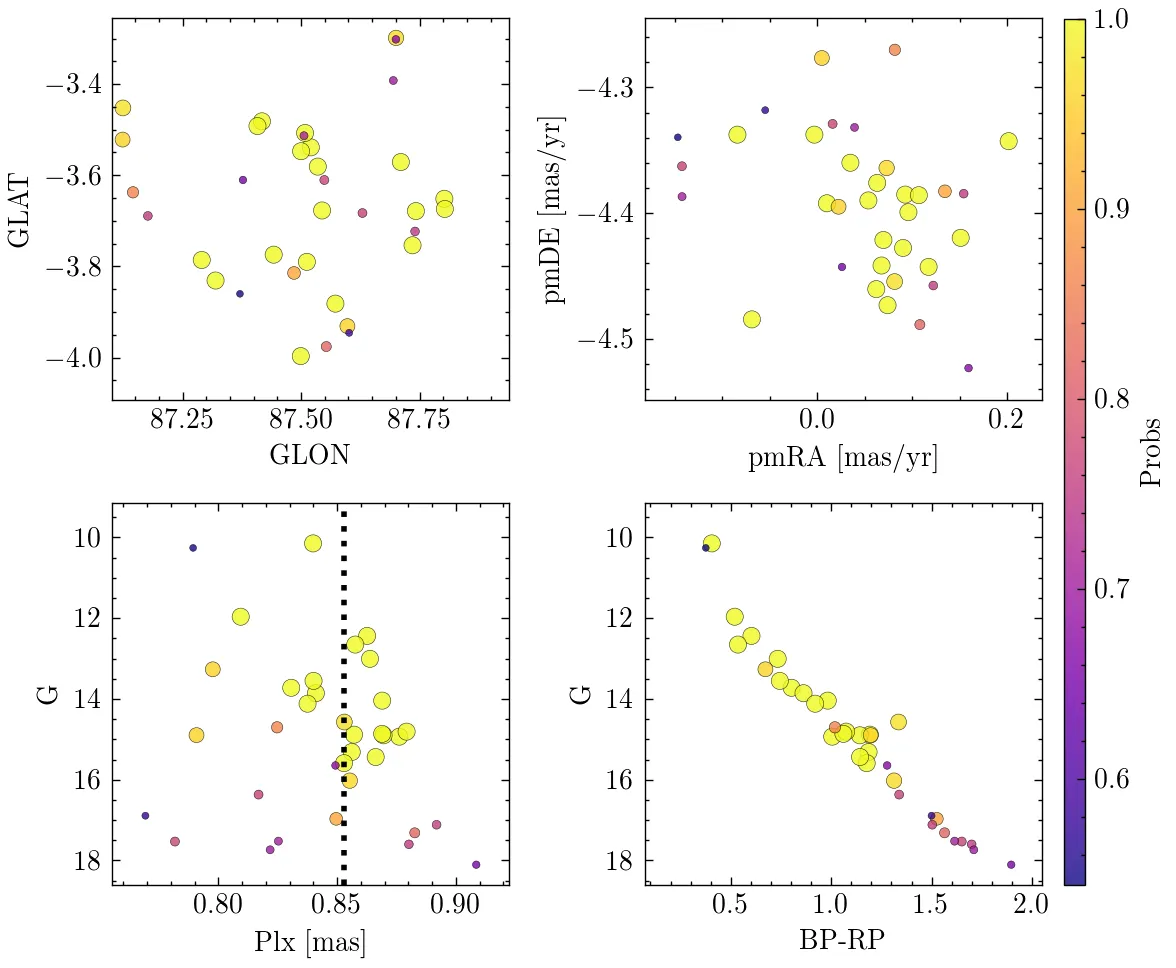 −3.4
−3.6
−3.8
−4.0
GLAT
87.25 87.50 87.75
GLON
−4.3
−4.4
−4.5
pmDE [mas/yr]
0.0 0.2
pmRA [mas/yr]
10
12
14
16
18
G
0.80 0.85 0.90
Plx [mas]
10
12
14
16
18
G
0.5 1.0 1.5 2.0
BP-RP
1.0
0.9
0.8
0.7
0.6
Probs